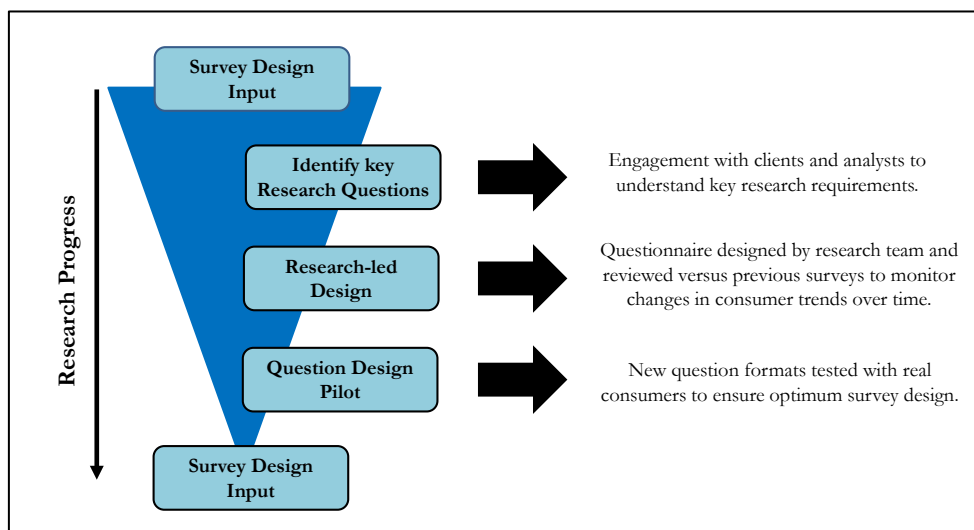 Survey Design
Input
Identify key
Research Questions
Engagement with clients and analysts to
understand key research requirements.
Research Progress
Research-led
Design
Questionnaire designed by research team and
reviewed versus previous surveys to monitor
changes in consumer trends over time.
Question Design
Pilot
New question formats tested with real
consumers to ensure optimum survey design.
Survey Design
Input